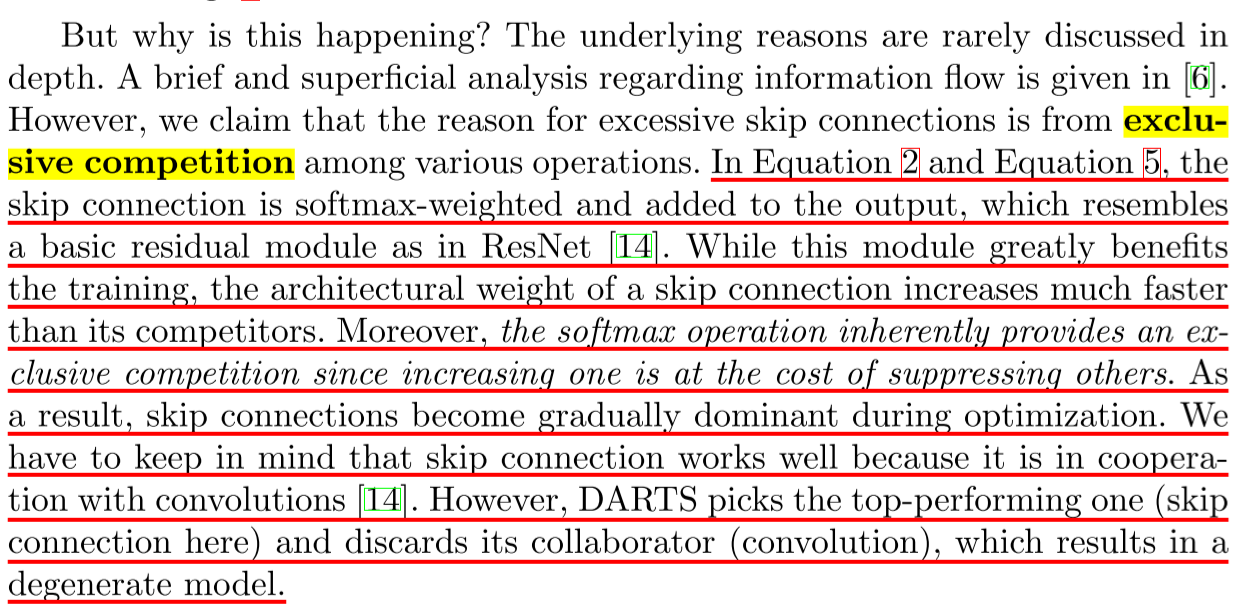 But why is this happening? The underlying reasons are rarely discussed in
depth. A brief and superficial analysis regarding information flow is given in [6].
However, we claim that the reason for excessive skip connections is from exclu-
sive competition among various operations. In Equation 2 and Equation 5, the
skip connection is softmax-weighted and added to the output, which resembles
a basic residual module as in ResNet [14]. While this module greatly benefits
the training, the architectural weight of a skip connection increases much faster
than its competitors. Moreover, the softmax operation inherently provides an ex-
clusive competition since increasing one is at the cost of suppressing others. As
a result, skip connections become gradually dominant during optimization. We
have to keep in mind that skip connection works well because it is in coopera-
tion with convolutions [14]. However, DARTS picks the top-performing one (skip
connection here) and discards its collaborator (convolution), which results in a
degenerate model.